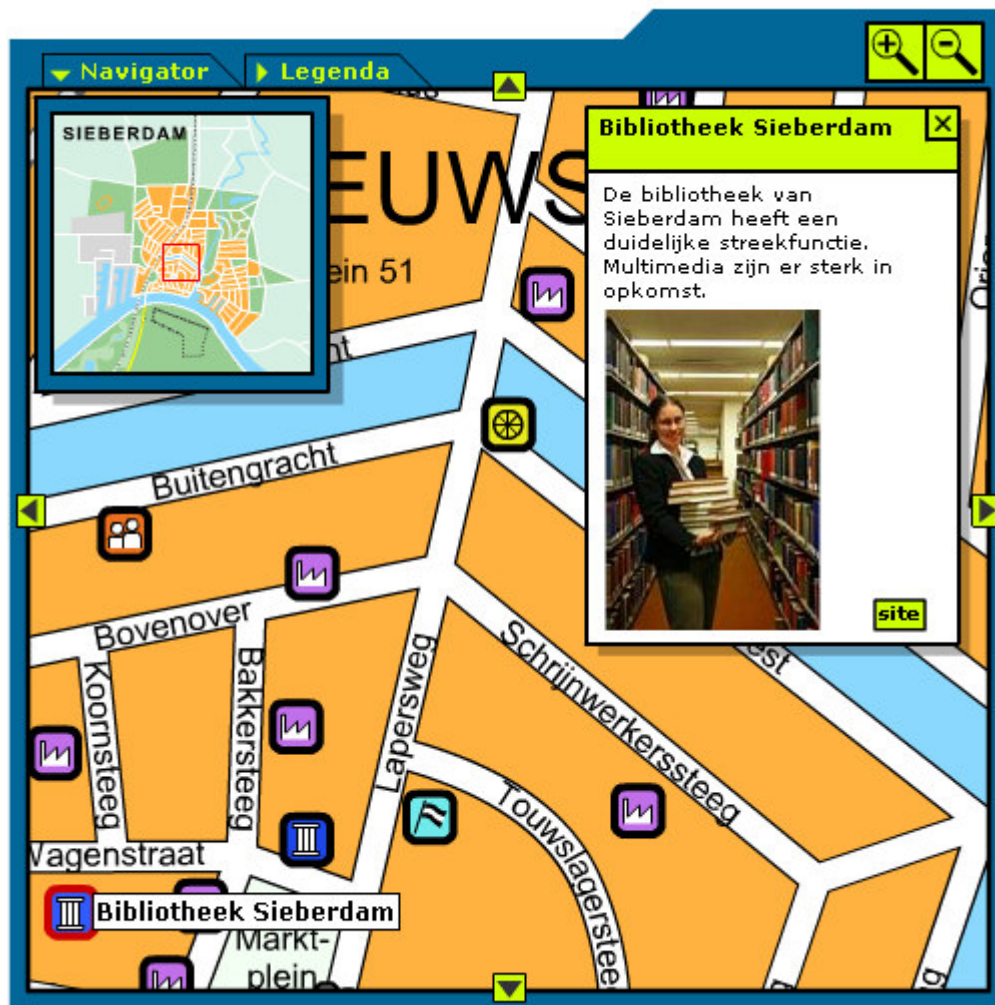 Navigator
Legenda
SIEBERDAM
EUWS
ein 51
Bibliotheek Sieberdam
De bibliotheek van
Sieberdam heeft een
duidelijke streekfunctie.
Multimedia zijn er sterk in
opkomst.
site
Buitengracht
Bovenover
Koornsteeg
Bakkersteeg
Lapersweg
Schrijnwerkerssteeg
Touwslagerstee
Wagenstraat
Bibliotheek Sieberdam
Markt-
plein